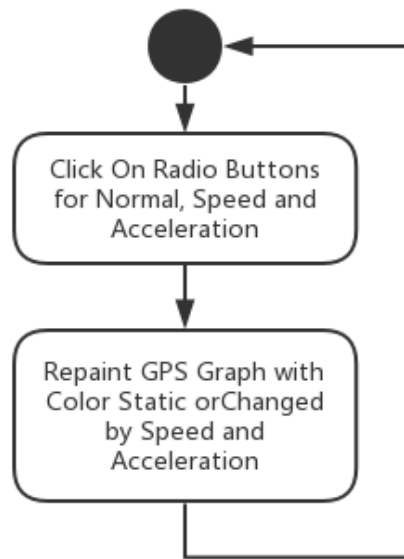 Click On Radio Buttons
for Normal, Speed and
Acceleration
Repaint GPS Graph with
Color Static orChanged
by Speed and
Acceleration